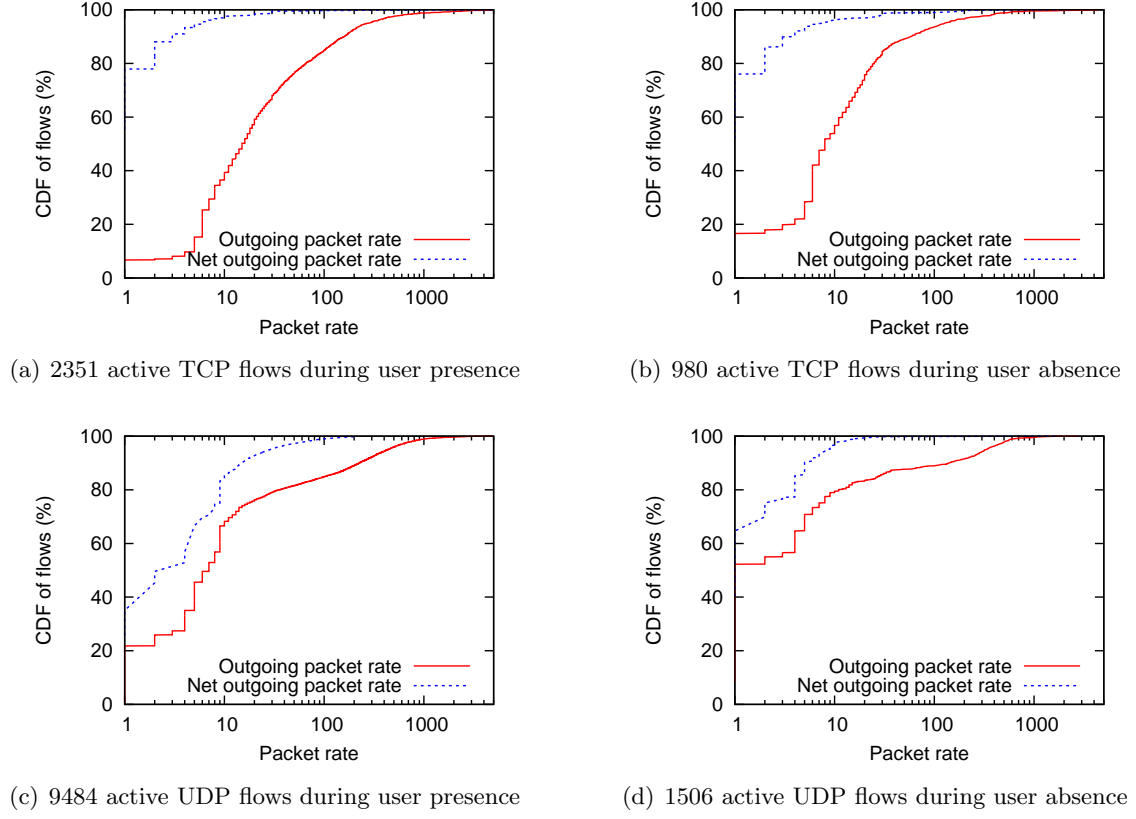 100
80
60
40
20
0
CDF of flows (%)
Outgoing packet rate
Net outgoing packet rate
1 10 100 1000
Packet rate
(a) 2351 active TCP flows during user presence
100
80
60
40
20
0
CDF of flows (%)
Outgoing packet rate
Net outgoing packet rate
1 10 100 1000
Packet rate
(b) 980 active TCP flows during user absence
100
80
60
40
20
0
CDF of flows (%)
Outgoing packet rate
Net outgoing packet rate
1 10 100 1000
Packet rate
(c) 9484 active UDP flows during user presence
100
80
60
40
20
0
CDF of flows (%)
Outgoing packet rate
Net outgoing packet rate
1 10 100 1000
Packet rate
(d) 1506 active UDP flows during user absence